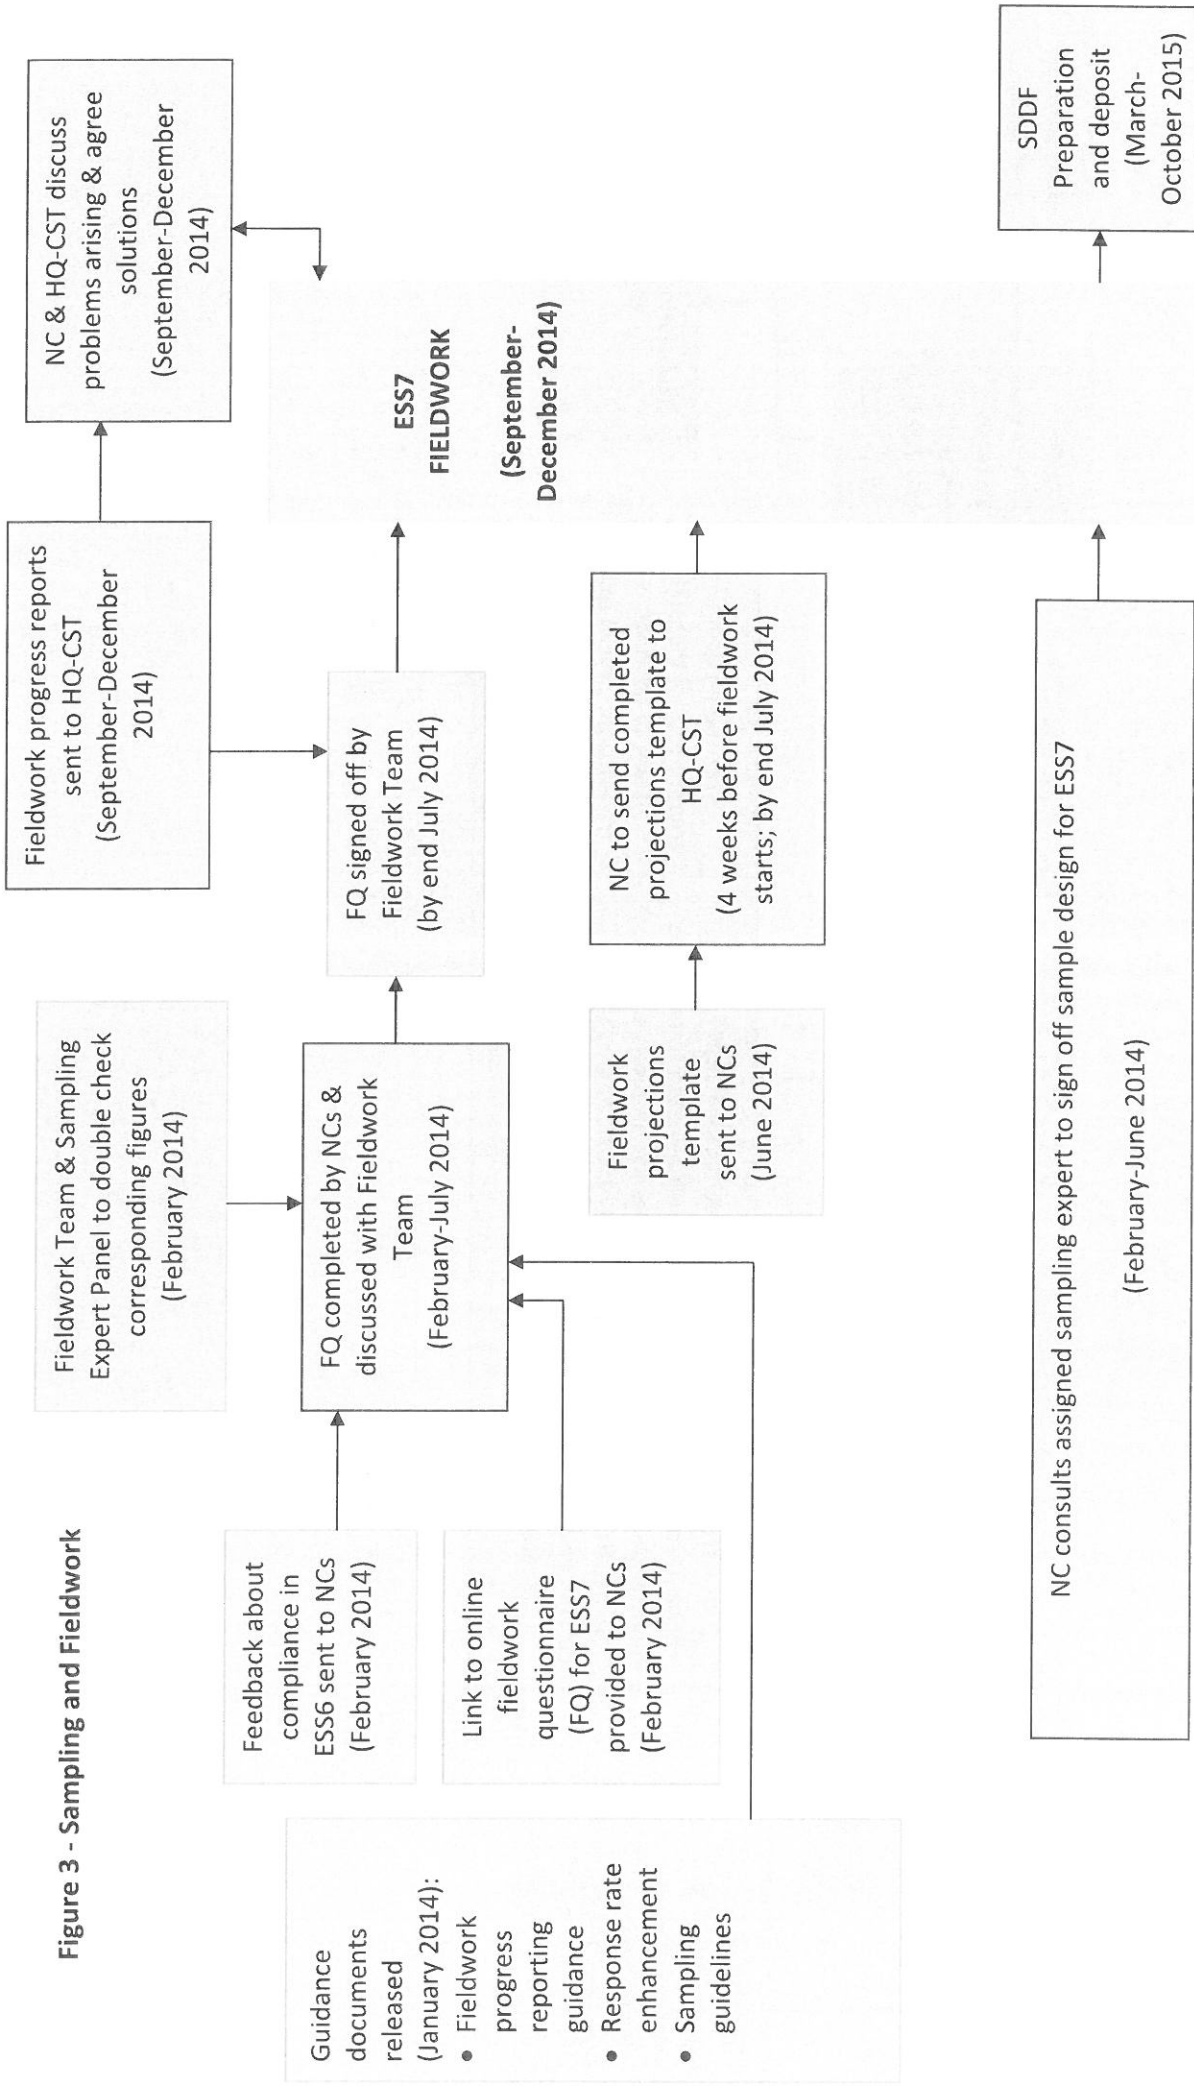 Figure 3 - Sampling and Fieldwork
Guidance
documents
released
(January 2014):
• Fieldwork
progress
reporting
guidance
• Response rate
enhancement
• Sampling
guidelines
Feedback about
compliance in
ESS6 sent to NCs
(February 2014)
Link to online
fieldwork
questionnaire
(FQ) for ESS7
provided to NCs
(February 2014)
Fieldwork Team & Sampling
Expert Panel to double check
corresponding figures
(February 2014)
FQ completed by NCs &
discussed with Fieldwork
Team
(February-July 2014)
Fieldwork
projections
template
sent to NCs
(June 2014)
Fieldwork progress reports
sent to HQ-CST
(September-December
2014)
FQ signed off by
Fieldwork Team
(by end July 2014)
NC to send completed
projections template to
HQ-CST
(4 weeks before fieldwork
starts; by end July 2014)
NC & HQ-CST discuss
problems arising & agree
solutions
(September-December
2014)
ESS7
FIELDWORK
(September-
December 2014)
NC consults assigned sampling expert to sign off sample design for ESS7
(February-June 2014)
SDDF
Preparation
and deposit
(March-
October 2015)